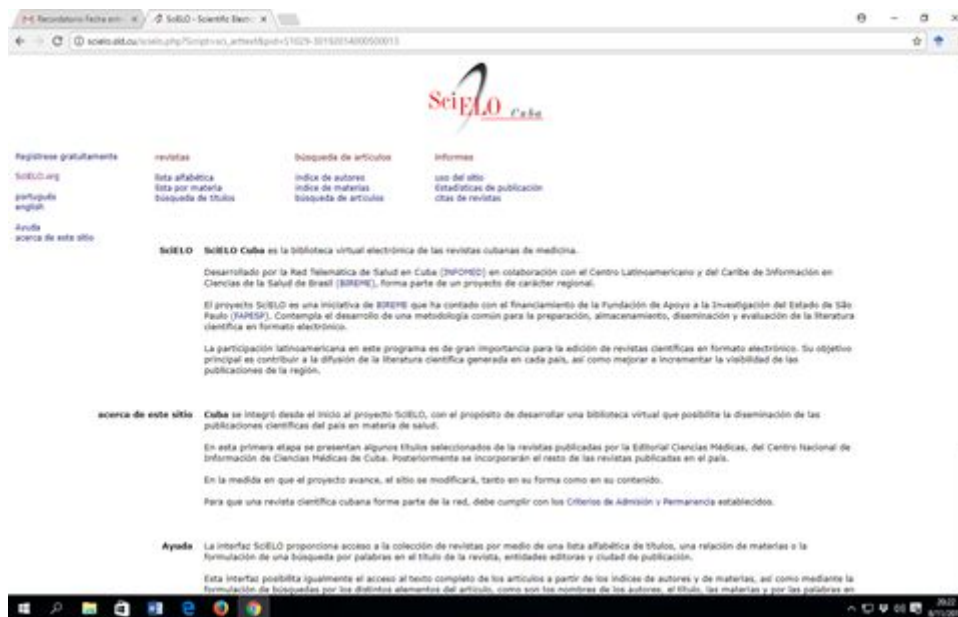 SciELO - Scientific Electr
scielo.sld.cu/scielo.php?script=sci_arttext&pid=S1029-30192014000500013
SciELO Cuba
Regístrese gratuitamente
SciELO.org
português
english
Ayuda
acerca de este sitio
revistas
lista alfabética
lista por materia
búsqueda de títulos
búsqueda de artículos
índice de autores
índice de materias
búsqueda de artículos
informes
uso del sitio
Estadísticas de publicación
citas de revistas
SciELO
SciELO Cuba es la biblioteca virtual electrónica de las revistas cubanas de medicina.
Desarrollado por la Red Telemática de Salud en Cuba (INFOMED) en colaboración con el Centro Latinoamericano y del Caribe de Información en
Ciencias de la Salud de Brasil (BIREME), forma parte de un proyecto de carácter regional.
El proyecto SciELO es una iniciativa de BIREME que ha contado con el financiamiento de la Fundación de Apoyo a la Investigación del Estado de São
Paulo (FAPESP). Contempla el desarrollo de una metodología común para la preparación, almacenamiento, diseminación y evaluación de la literatura
científica en formato electrónico.
La participación latinoamericana en este programa es de gran importancia para la edición de revistas científicas en formato electrónico. Su objetivo
principal es contribuir a la difusión de la literatura científica generada en cada país, así como mejorar e incrementar la visibilidad de las
publicaciones de la región.
acerca de este sitio
Cuba se integró desde el inicio al proyecto SciELO, con el propósito de desarrollar una biblioteca virtual que posibilite la diseminación de las
publicaciones científicas del país en materia de salud.
En esta primera etapa se presentan algunos títulos seleccionados de la revistas publicadas por la Editorial Ciencias Médicas, del Centro Nacional de
Información de Ciencias Médicas de Cuba. Posteriormente se incorporarán el resto de las revistas publicadas en el país.
En la medida en que el proyecto avance, el sitio se modificará, tanto en su forma como en su contenido.
Para que una revista científica cubana forme parte de la red, debe cumplir con los Criterios de Admisión y Permanencia establecidos.
Ayuda
La interfaz SciELO proporciona acceso a la colección de revistas por medio de una lista alfabética de títulos, una relación de materias o la
formulación de una búsqueda por palabras en el título de la revista, entidades editoras y ciudad de publicación.
Esta interfaz posibilita igualmente el acceso al texto completo de los artículos a partir de los índices de autores y de materias, así como mediante la
formulación de búsquedas por los distintos elementos del artículo, como son los nombres de los autores, el título, las materias y por las palabras en